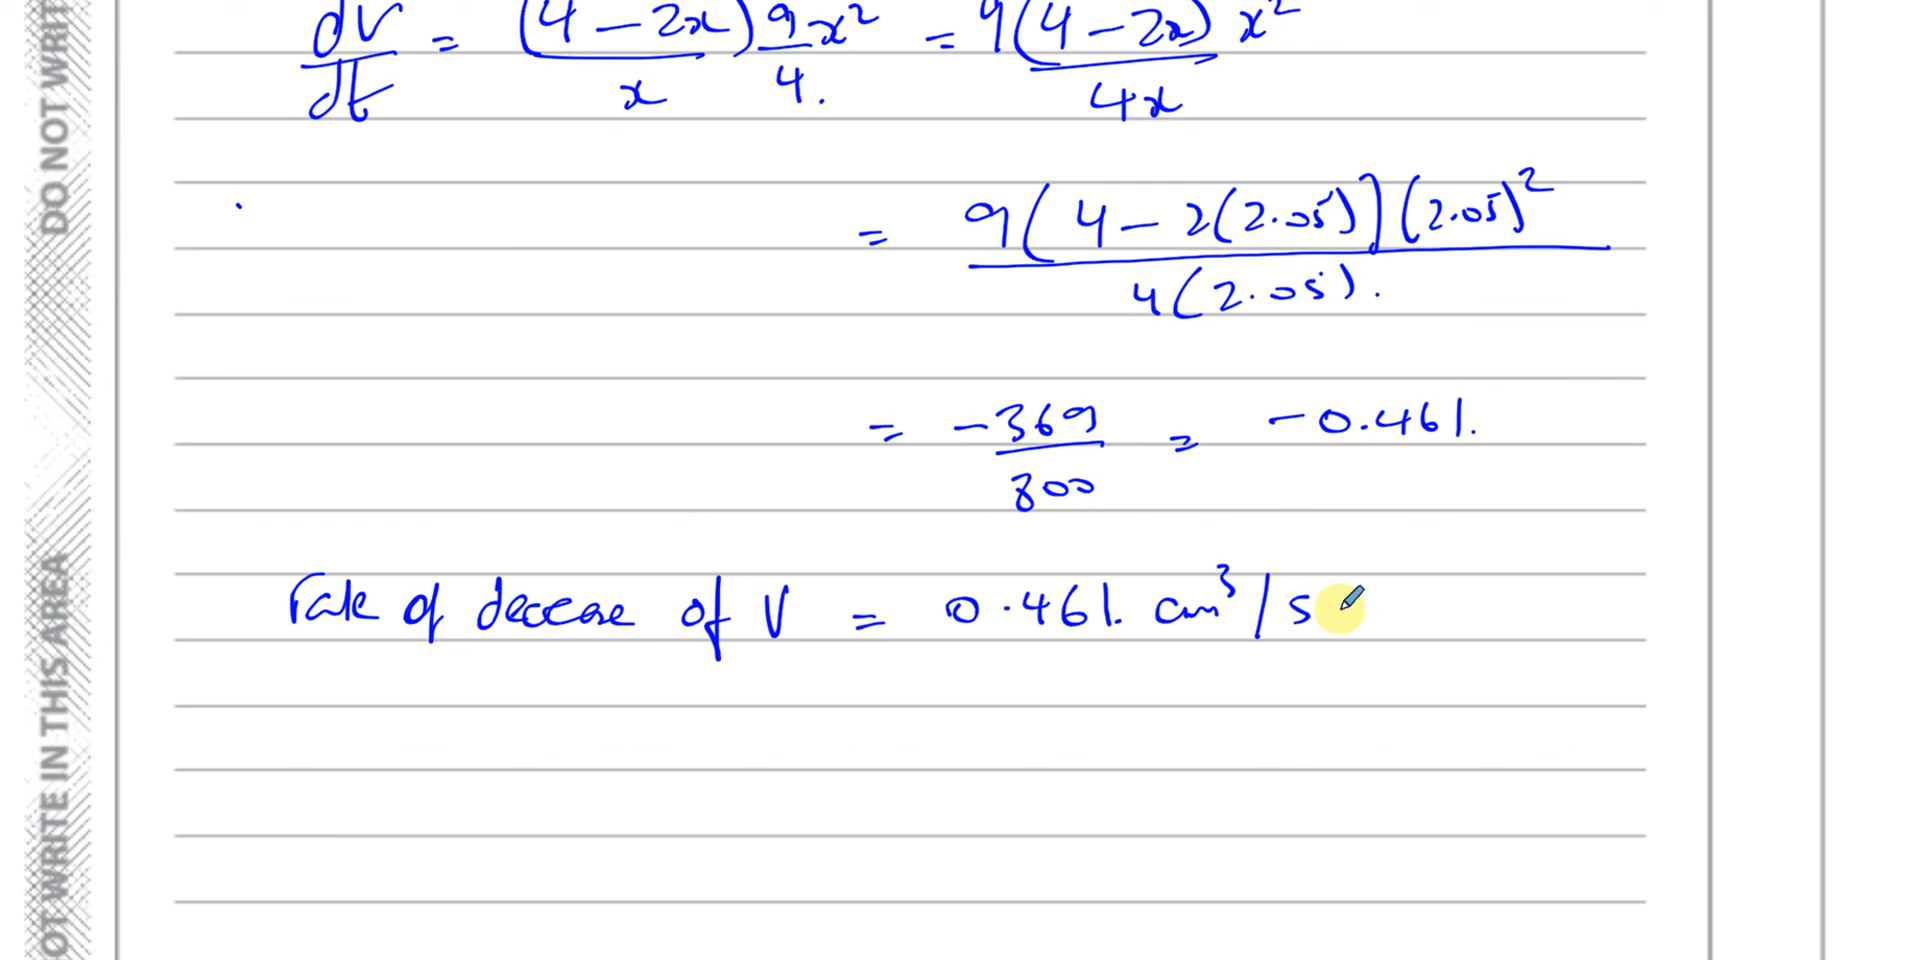 DO NOT WRIT
OT WRITE IN THIS AREA
dV/dt = (4 - 2x)/x 9/4. x² = 9(4 - 2x) x²/4x
= 9(4 - 2(2.05))(2.05)²/4(2.05).
= -369/800 = -0.461.
rate of decrease of V = 0.461. cm³/s